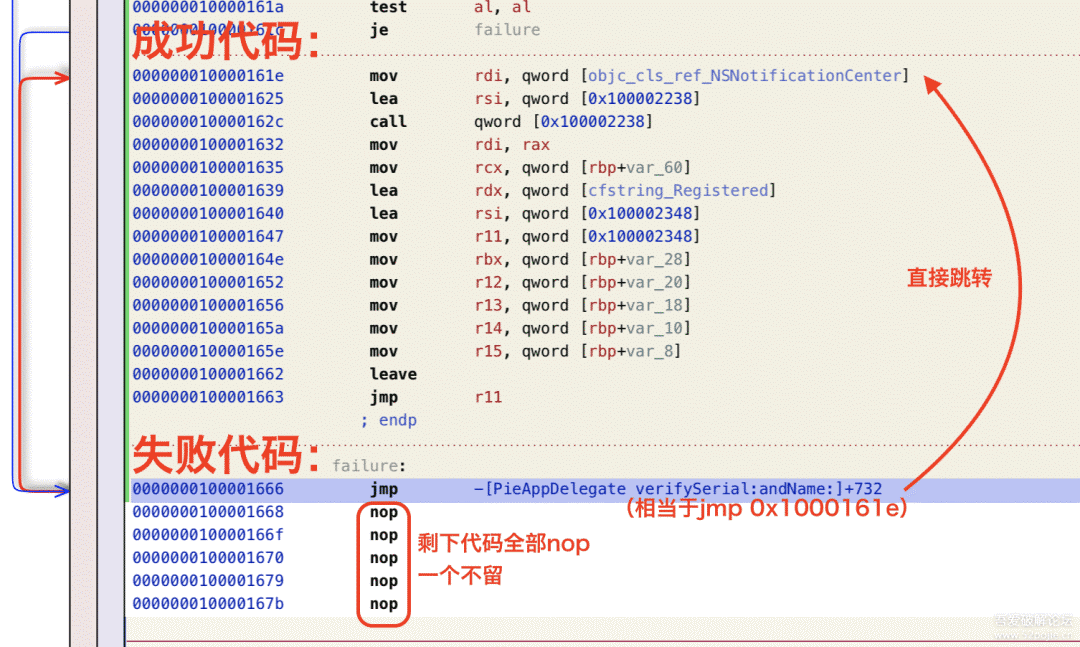 000000010000161a test al, al
000000010000161c je failure
成功代码：
000000010000161e mov rdi, qword [objc_cls_ref_NSNotificationCenter]
0000000100001625 lea rsi, qword [0x100002238]
000000010000162c call qword [0x100002238]
0000000100001632 mov rdi, rax
0000000100001635 mov rcx, qword [rbp+var_60]
0000000100001639 lea rdx, qword [cfstring_Registered]
0000000100001640 lea rsi, qword [0x100002348]
0000000100001647 mov r11, qword [0x100002348]
000000010000164e mov rbx, qword [rbp+var_28]
0000000100001652 mov r12, qword [rbp+var_20]
直接跳转
0000000100001656 mov r13, qword [rbp+var_18]
000000010000165a mov r14, qword [rbp+var_10]
000000010000165e mov r15, qword [rbp+var_8]
0000000100001662 leave
0000000100001663 jmp r11
; endp
失败代码：
failure:
0000000100001666 jmp -[PieAppDelegate verifySerial:andName:]+732
（相当于jmp 0x1000161e）
0000000100001668 nop
000000010000166f nop
剩下代码全部nop
0000000100001670 nop
一个不留
0000000100001679 nop
000000010000167b nop
吾爱破解论坛
www.52pojie.cn